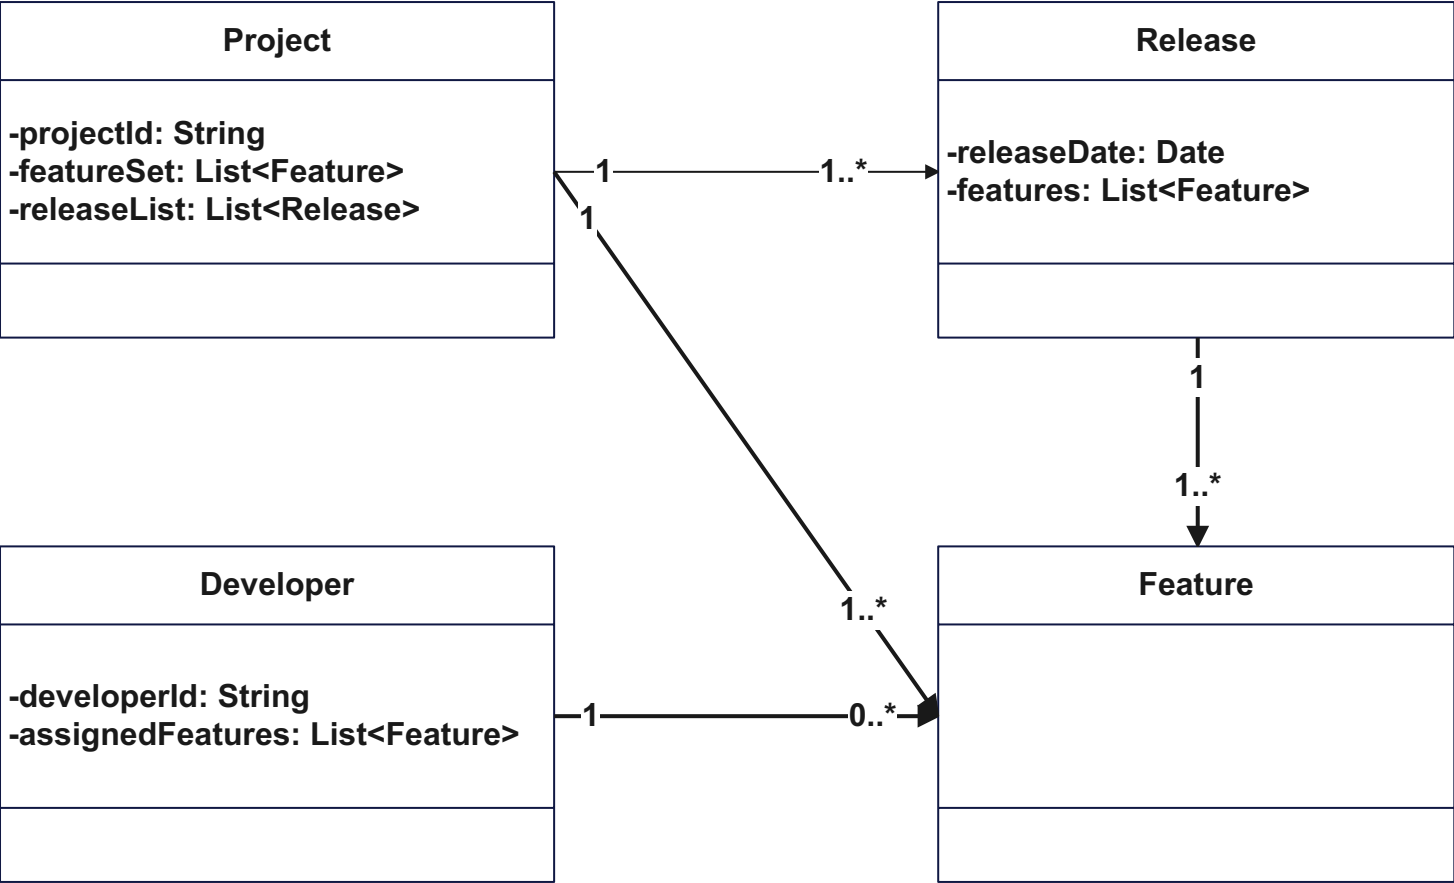 Project
-projectId: String
-featureSet: List<Feature>
-releaseList: List<Release>
Release
-releaseDate: Date
-features: List<Feature>
1
1..*
1
1..*
1
1..*
Developer
-developerId: String
-assignedFeatures: List<Feature>
1
0..*
Feature